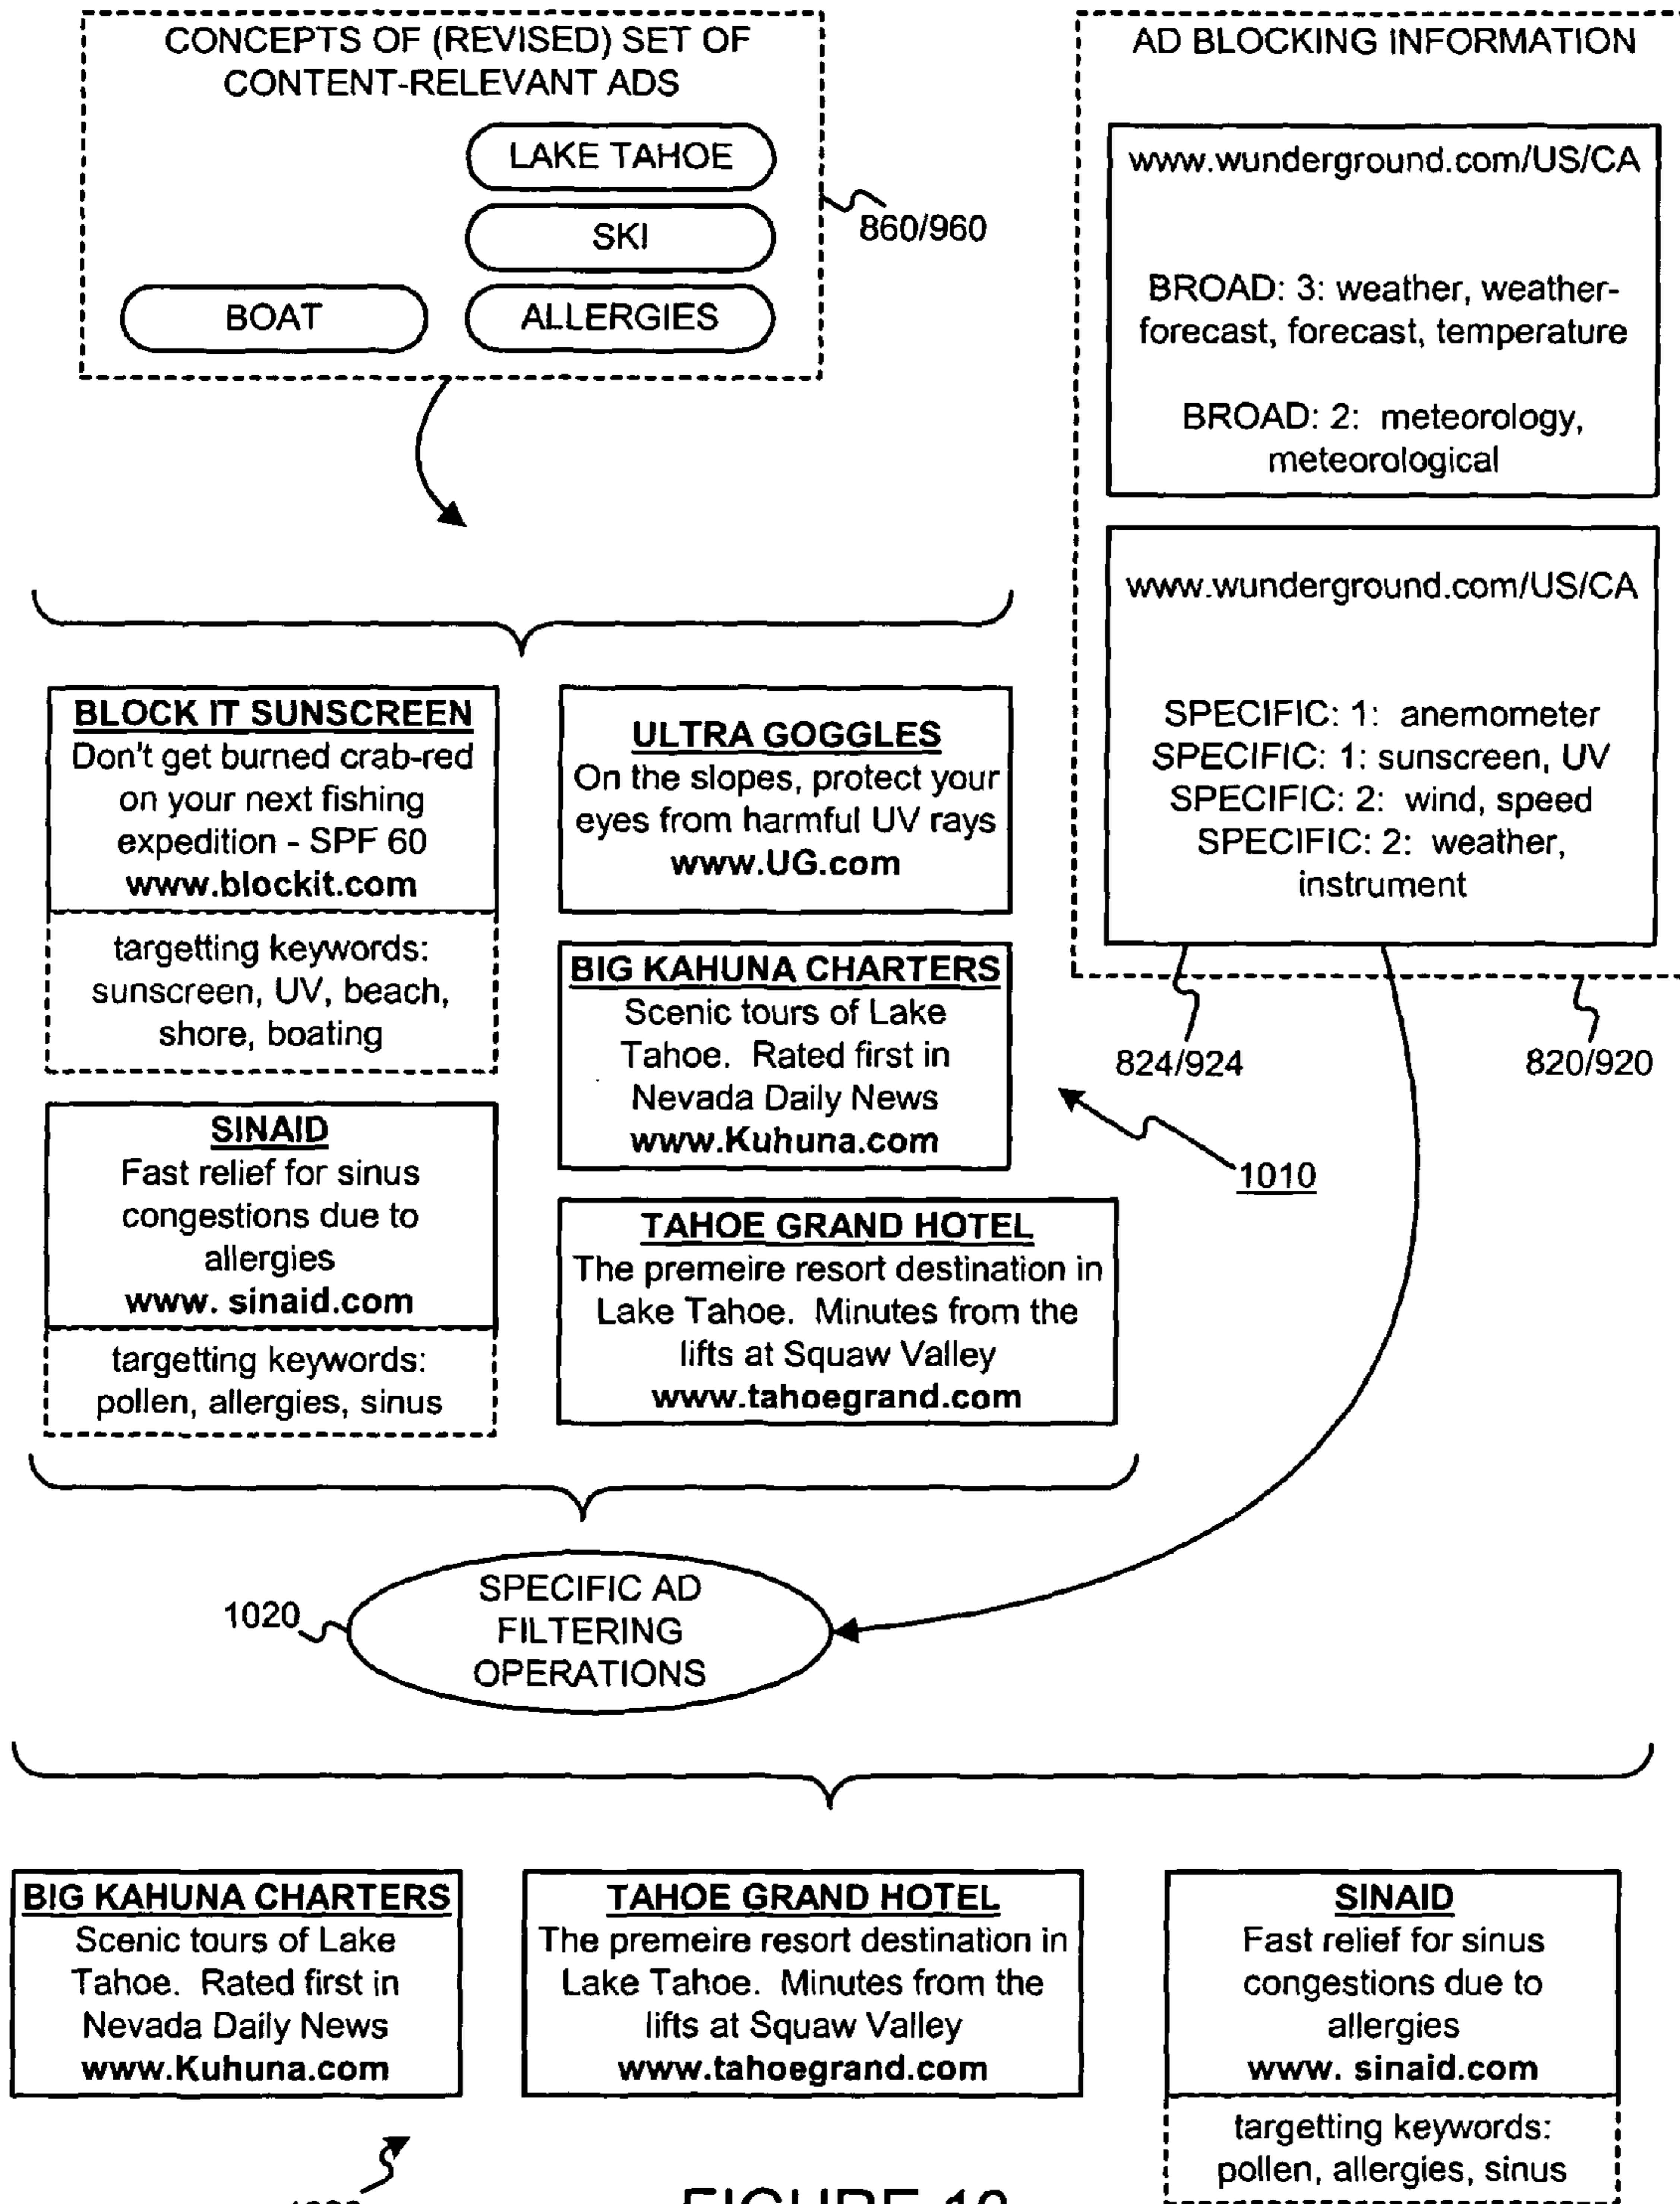 CONCEPTS OF (REVISED) SET OF
CONTENT-RELEVANT ADS
LAKE TAHOE
SKI
BOAT
ALLERGIES
860/960
AD BLOCKING INFORMATION
www.wunderground.com/US/CA
BROAD: 3: weather, weather-
forecast, forecast, temperature
BROAD: 2: meteorology,
meteorological
www.wunderground.com/US/CA
SPECIFIC: 1: anemometer
SPECIFIC: 1: sunscreen, UV
SPECIFIC: 2: wind, speed
SPECIFIC: 2: weather,
instrument
824/924
820/920
BLOCK IT SUNSCREEN
Don't get burned crab-red
on your next fishing
expedition - SPF 60
www.blockit.com
targetting keywords:
sunscreen, UV, beach,
shore, boating
SINAID
Fast relief for sinus
congestions due to
allergies
www. sinaid.com
targetting keywords:
pollen, allergies, sinus
ULTRA GOGGLES
On the slopes, protect your
eyes from harmful UV rays
www.UG.com
BIG KAHUNA CHARTERS
Scenic tours of Lake
Tahoe. Rated first in
Nevada Daily News
www.Kuhuna.com
1010
TAHOE GRAND HOTEL
The premeire resort destination in
Lake Tahoe. Minutes from the
lifts at Squaw Valley
www.tahoegrand.com
1020
SPECIFIC AD
FILTERING
OPERATIONS
BIG KAHUNA CHARTERS
Scenic tours of Lake
Tahoe. Rated first in
Nevada Daily News
www.Kuhuna.com
TAHOE GRAND HOTEL
The premeire resort destination in
Lake Tahoe. Minutes from the
lifts at Squaw Valley
www.tahoegrand.com
SINAID
Fast relief for sinus
congestions due to
allergies
www. sinaid.com
targetting keywords:
pollen, allergies, sinus